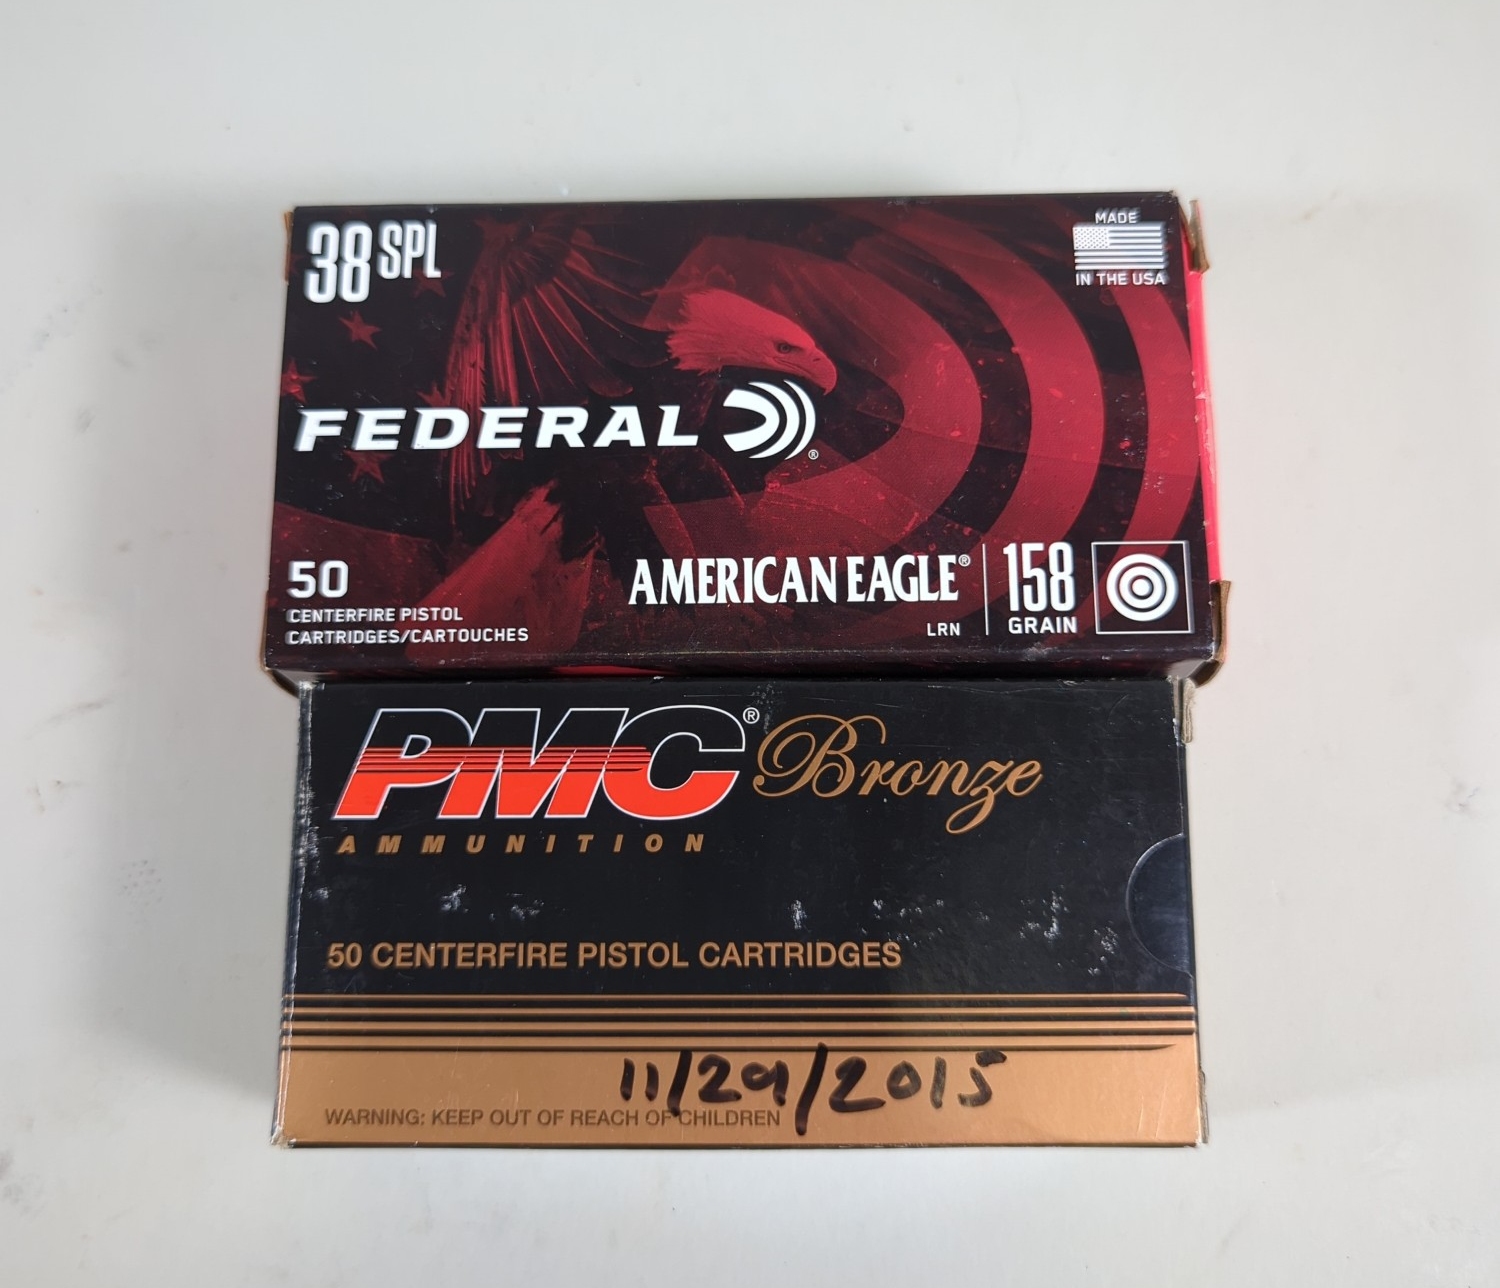 38 SPL
MADE
IN THE USA
FEDERAL®
50
CENTERFIRE PISTOL
CARTRIDGES/CARTOUCHES
AMERICAN EAGLE®
LRN
158
GRAIN
PMC® Bronze
AMMUNITION
50 CENTERFIRE PISTOL CARTRIDGES
11/29/2015
WARNING: KEEP OUT OF REACH OF CHILDREN